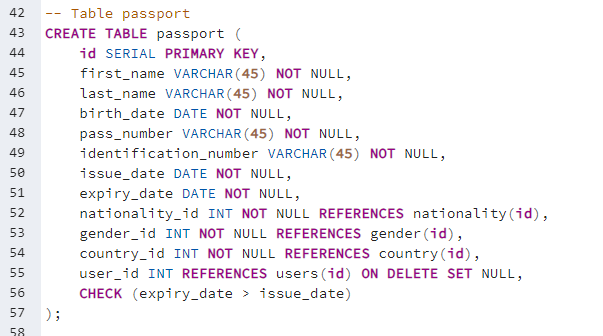 42 -- Table passport
43 CREATE TABLE passport (
44     id SERIAL PRIMARY KEY,
45     first_name VARCHAR(45) NOT NULL,
46     last_name VARCHAR(45) NOT NULL,
47     birth_date DATE NOT NULL,
48     pass_number VARCHAR(45) NOT NULL,
49     identification_number VARCHAR(45) NOT NULL,
50     issue_date DATE NOT NULL,
51     expiry_date DATE NOT NULL,
52     nationality_id INT NOT NULL REFERENCES nationality(id),
53     gender_id INT NOT NULL REFERENCES gender(id),
54     country_id INT NOT NULL REFERENCES country(id),
55     user_id INT REFERENCES users(id) ON DELETE SET NULL,
56     CHECK (expiry_date > issue_date)
57 );
58